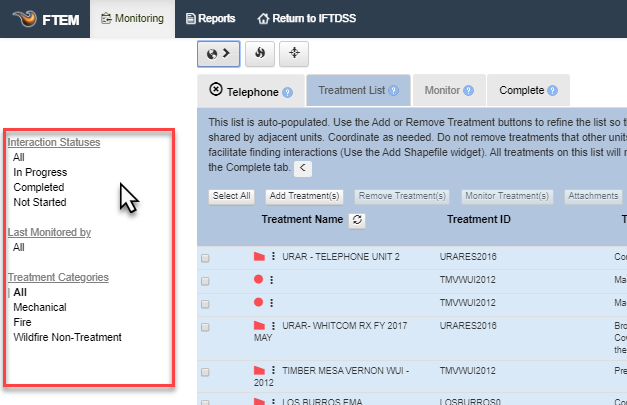 FTEM Monitoring Reports Return to IFTDSS
Telephone ? Treatment List ? Monitor ? Complete ?
This list is auto-populated. Use the Add or Remove Treatment buttons to refine the list so t
shared by adjacent units. Coordinate as needed. Do not remove treatments that other units
facilitate finding interactions (Use the Add Shapefile widget). All treatments on this list will r
the Complete tab. <
Interaction Statuses
All
In Progress
Completed
Not Started
Last Monitored by
All
Treatment Categories
All
Mechanical
Fire
Wildfire Non-Treatment
Select All Add Treatment(s) Remove Treatment(s) Monitor Treatment(s) Attachments
Treatment Name Treatment ID T
URAR - TELEPHONE UNIT 2 URARES2016 Co
TMVWUI2012 Ma
TMVWUI2012 Ma
URAR- WHITCOM RX FY 2017 URARES2016 Bro
MAY Cov
the
TIMBER MESA VERNON WUI - TMVWUI2012 Pre
2012
LOS BURROS EMA LOSBURROS0 Co